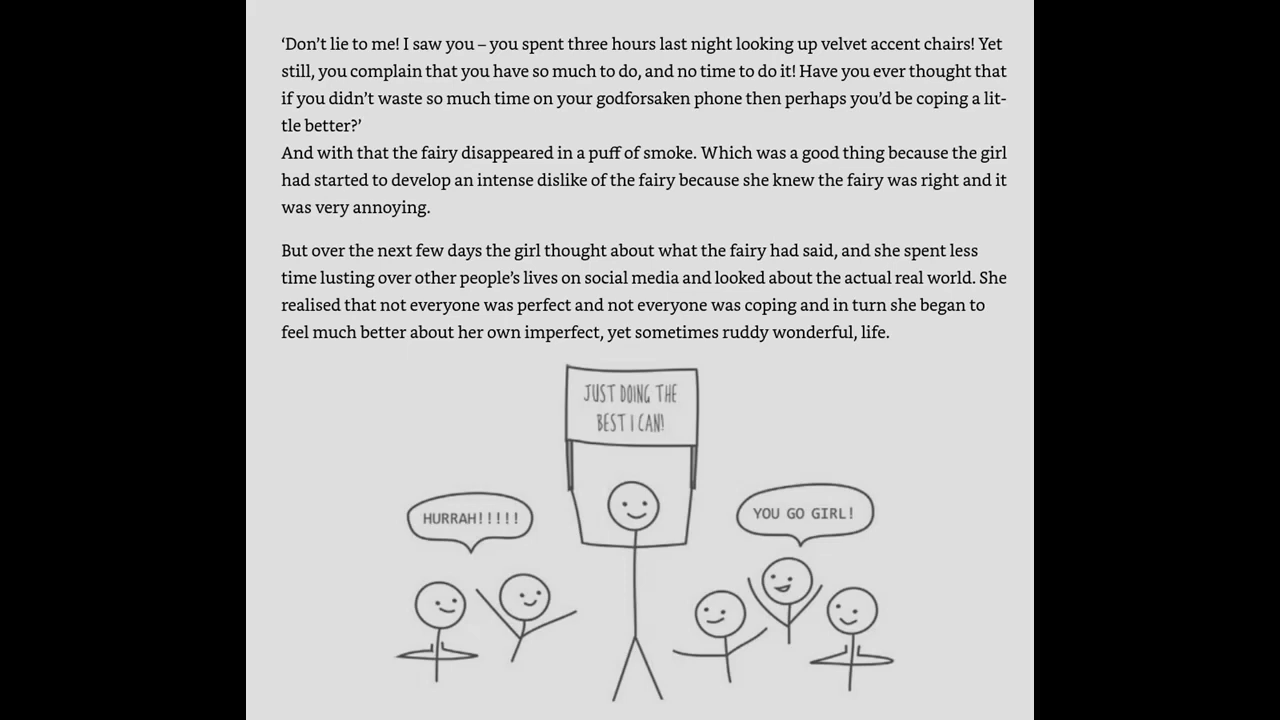 ‘Don’t lie to me! I saw you – you spent three hours last night looking up velvet accent chairs! Yet
still, you complain that you have so much to do, and no time to do it! Have you ever thought that
if you didn’t waste so much time on your godforsaken phone then perhaps you’d be coping a lit-
tle better?’
And with that the fairy disappeared in a puff of smoke. Which was a good thing because the girl
had started to develop an intense dislike of the fairy because she knew the fairy was right and it
was very annoying.
But over the next few days the girl thought about what the fairy had said, and she spent less
time lusting over other people’s lives on social media and looked about the actual real world. She
realised that not everyone was perfect and not everyone was coping and in turn she began to
feel much better about her own imperfect, yet sometimes ruddy wonderful, life.
JUST DOING THE
BEST I CAN!
HURRAH!!!!!
YOU GO GIRL!